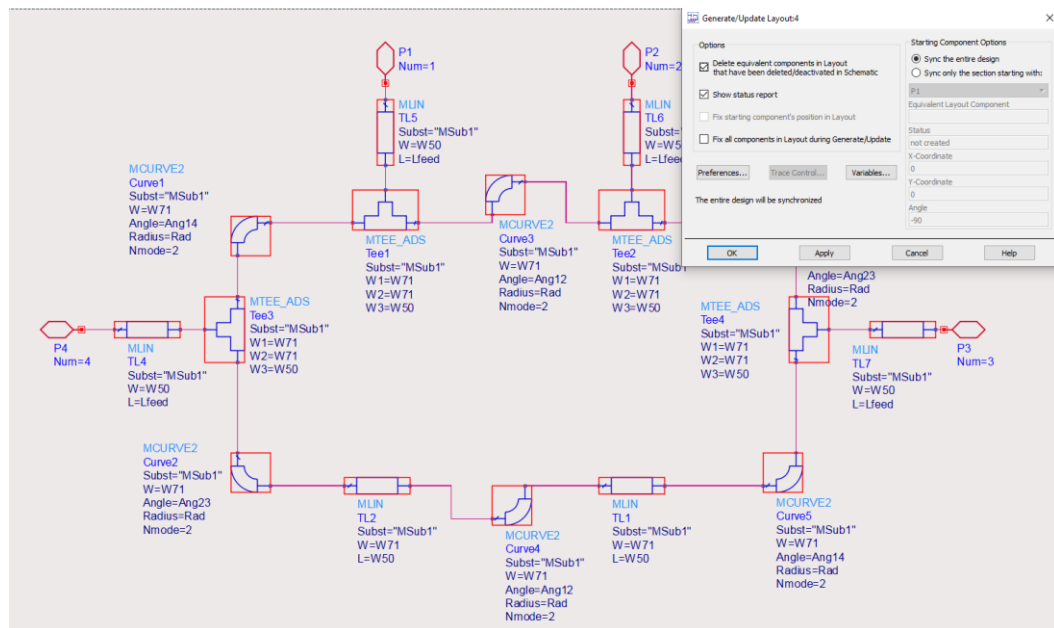 P1
Num=1
MLIN
TL5
Subst="MSub1"
W=W50
L=Lfeed
P2
Num=2
MLIN
TL6
Subst="MSub1"
W=W50
L=Lfeed
MCURVE2
Curve1
Subst="MSub1"
W=W71
Angle=Ang14
Radius=Rad
Nmode=2
MTEE_ADS
Tee1
Subst="MSub1"
W1=W71
W2=W71
W3=W50
MCURVE2
Curve3
Subst="MSub1"
W=W71
Angle=Ang12
Radius=Rad
Nmode=2
MTEE_ADS
Tee2
Subst="MSub1"
W1=W71
W2=W71
W3=W50
Generate/Update Layout:4
Options
Delete equivalent components in Layout
that have been deleted/deactivated in Schematic
Show status report
Fix starting component's position in Layout
Fix all components in Layout during Generate/Update
Preferences...
Trace Control...
Variables...
The entire design will be synchronized
Starting Component Options
Sync the entire design
Sync only the section starting with:
P1
Equivalent Layout Component
Status
not created
X-Coordinate
0
Y-Coordinate
0
Angle
-90
OK
Apply
Cancel
Help
Angle=Ang23
Radius=Rad
Nmode=2
P4
Num=4
MLIN
TL4
Subst="MSub1"
W=W50
L=Lfeed
MTEE_ADS
Tee3
Subst="MSub1"
W1=W71
W2=W71
W3=W50
MTEE_ADS
Tee4
Subst="MSub1"
W1=W71
W2=W71
W3=W50
MLIN
TL7
Subst="MSub1"
W=W50
L=Lfeed
P3
Num=3
MCURVE2
Curve2
Subst="MSub1"
W=W71
Angle=Ang23
Radius=Rad
Nmode=2
MLIN
TL2
Subst="MSub1"
W=W71
L=W50
MCURVE2
Curve4
Subst="MSub1"
W=W71
Angle=Ang12
Radius=Rad
Nmode=2
MLIN
TL1
Subst="MSub1"
W=W71
L=W50
MCURVE2
Curve5
Subst="MSub1"
W=W71
Angle=Ang14
Radius=Rad
Nmode=2